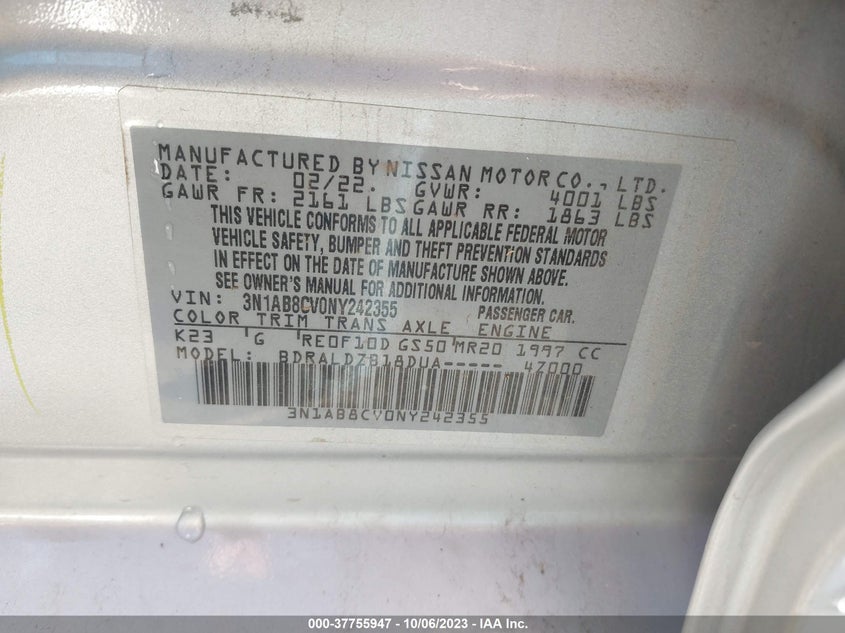 MANUFACTURED BY NISSAN MOTOR CO., LTD.
DATE: 02/22. GVWR: 4001 LBS
GAWR FR: 2161 LBS GAWR RR: 1863 LBS
THIS VEHICLE CONFORMS TO ALL APPLICABLE FEDERAL MOTOR
VEHICLE SAFETY, BUMPER AND THEFT PREVENTION STANDARDS
IN EFFECT ON THE DATE OF MANUFACTURE SHOWN ABOVE.
SEE OWNER'S MANUAL FOR ADDITIONAL INFORMATION.
VIN: 3N1AB8CV0NY242355 PASSENGER CAR.
COLOR TRIM TRANS AXLE ENGINE
K23 G RE0F10D GS50 MR20 1997 CC
MODEL: BDRALDZB18DUA----- 47000
3N1AB8CV0NY242355
000-37755947 - 10/06/2023 - IAA Inc.